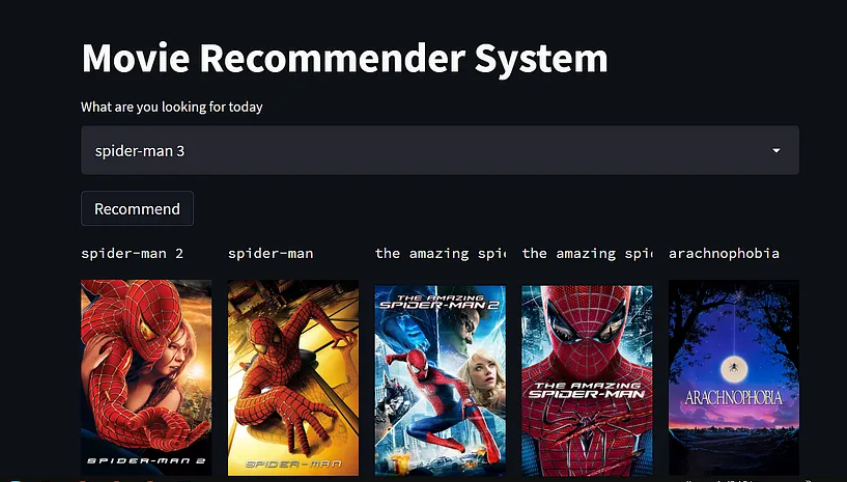 Movie Recommender System
What are you looking for today
spider-man 3
Recommend
spider-man 2
spider-man
the amazing spi
the amazing spi
arachnophobia
SPIDER-MAN 2
SPIDER-MAN
THE AMAZING
SPIDER-MAN 2
THE AMAZING
SPIDER-MAN
ARACHNOPHOBIA